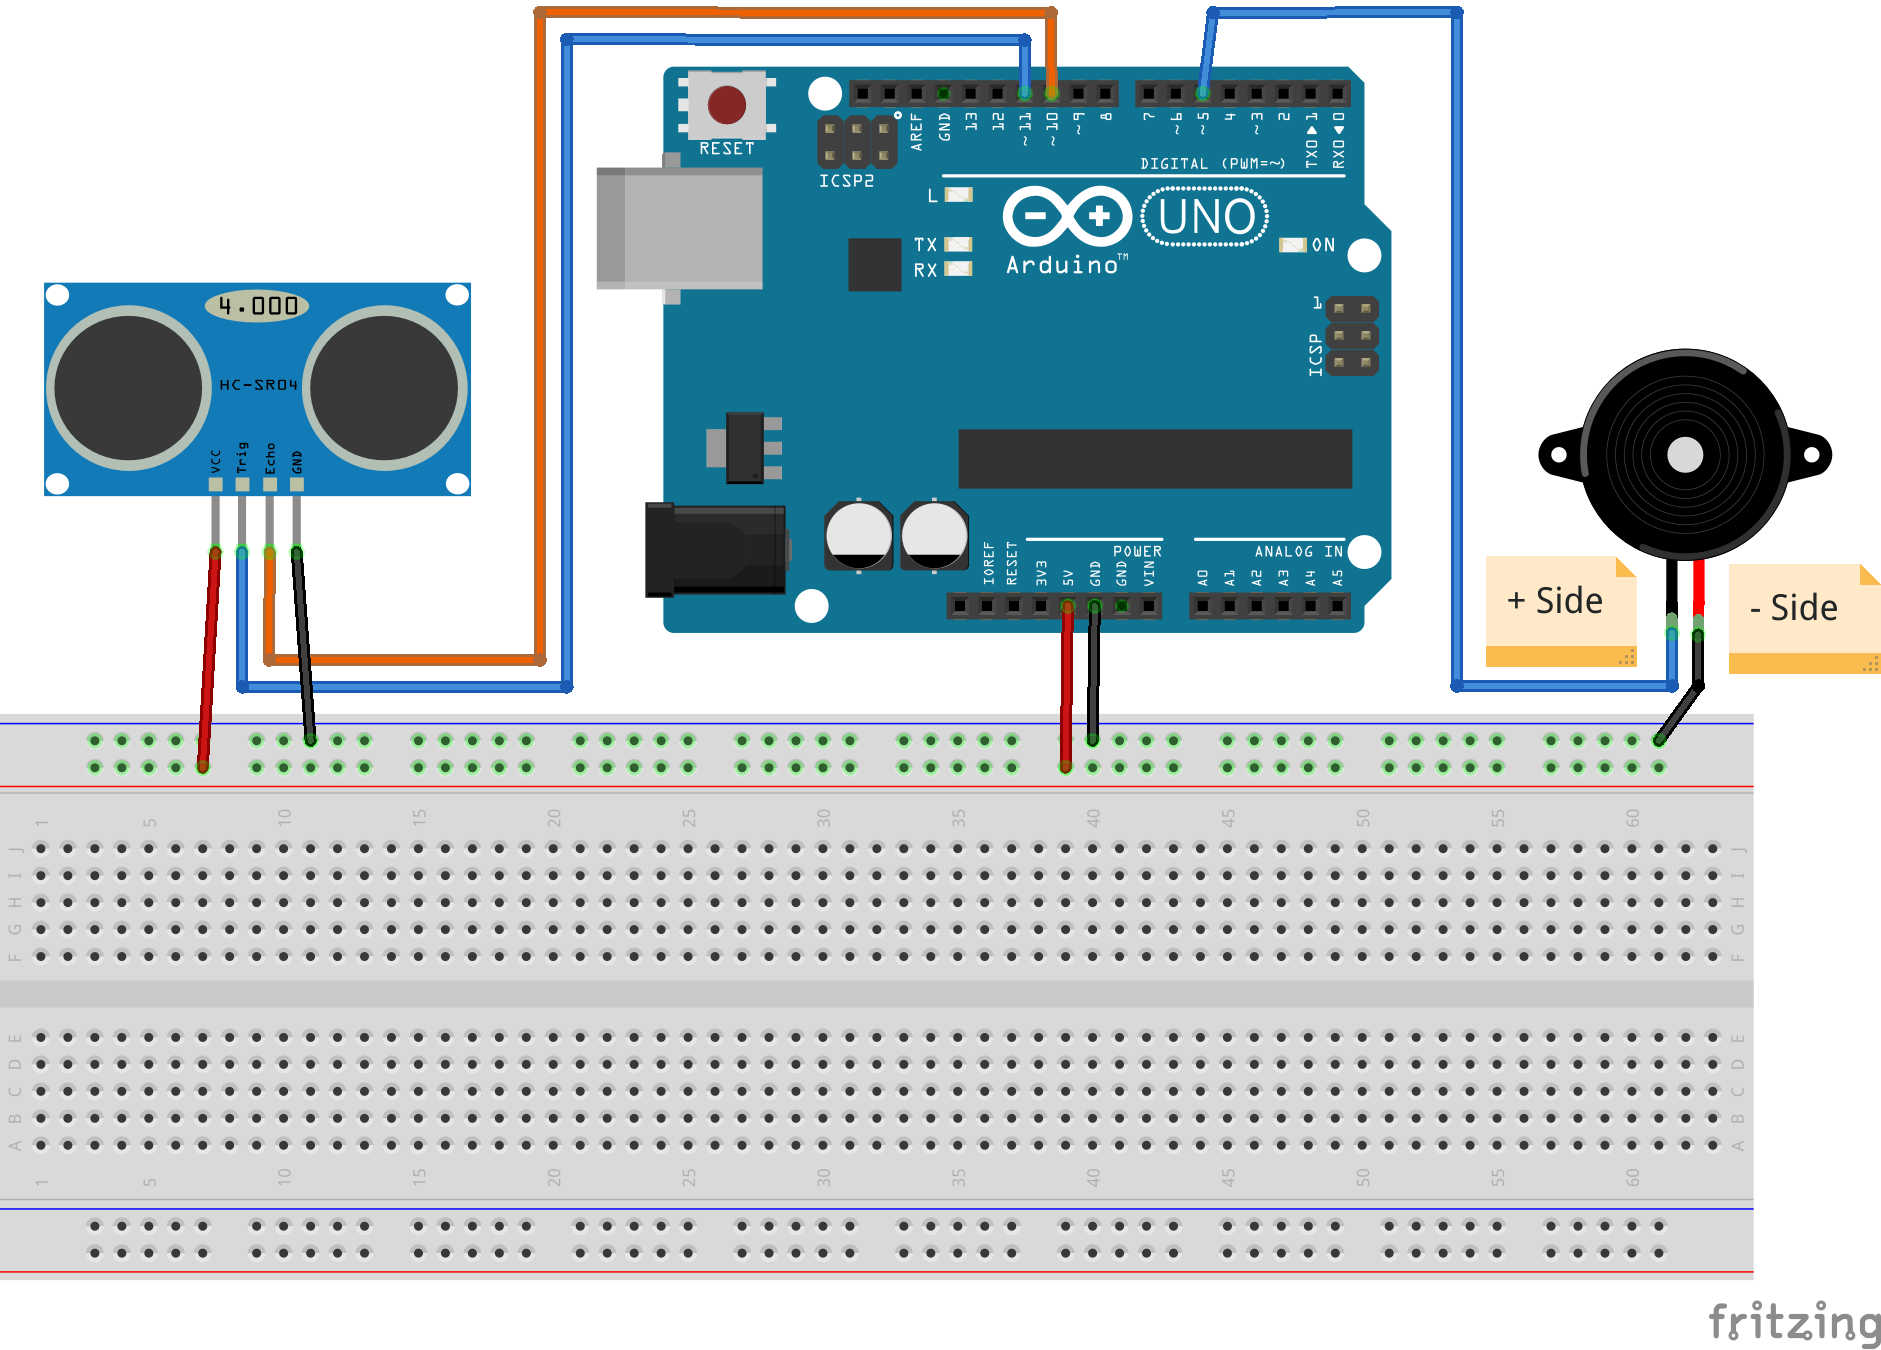 RESET
ICSP2
AREF
GND
13
12
~11
~10
~9
8
7
~6
~5
4
~3
2
TX0▶1
RX0◀0
DIGITAL (PWM=~)
L
TX
RX
UNO
Arduino™
ON
1
ICSP
4.000
HC-SR04
VCC
Trig
Echo
GND
POWER
ANALOG IN
IOREF
RESET
3V3
5V
GND
GND
VIN
A0
A1
A2
A3
A4
A5
+ Side
- Side
1 5 10 15 20 25 30 35 40 45 50 55 60
J J
I I
H H
G G
F F
E E
D D
C C
B B
A A
1 5 10 15 20 25 30 35 40 45 50 55 60
fritzing